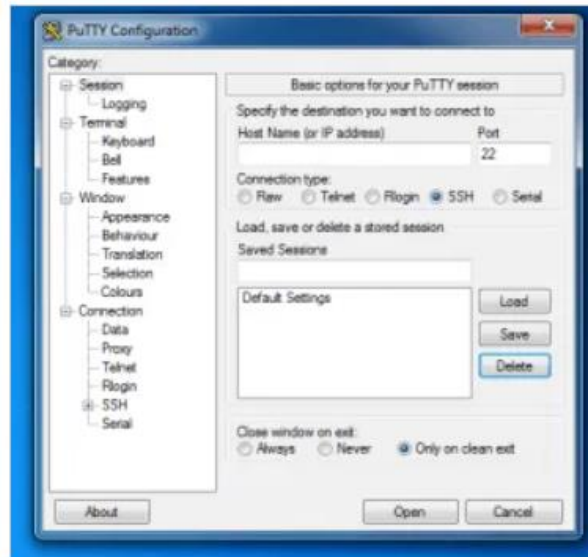 PuTTY Configuration
Category:
Session
Logging
Terminal
Keyboard
Bell
Features
Window
Appearance
Behaviour
Translation
Selection
Colours
Connection
Data
Proxy
Telnet
Rlogin
SSH
Serial
Basic options for your PuTTY session
Specify the destination you want to connect to
Host Name (or IP address) Port
22
Connection type:
Raw Telnet Rlogin SSH Serial
Load, save or delete a stored session
Saved Sessions
Default Settings
Load
Save
Delete
Close window on exit:
Always Never Only on clean exit
About Open Cancel